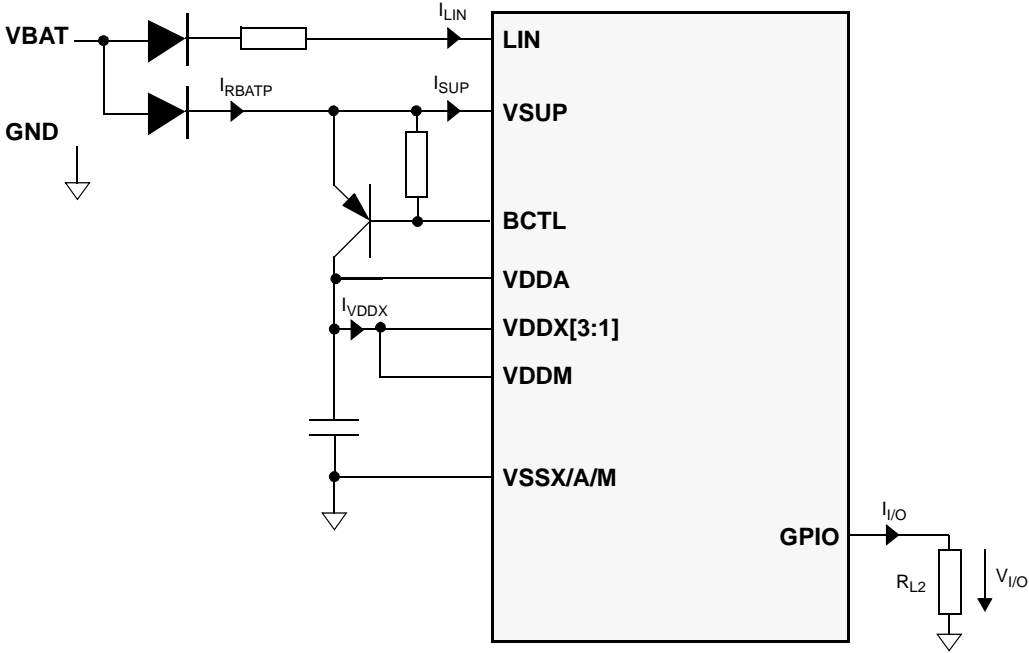 I_LIN
VBAT
LIN
I_RBATP
I_SUP
VSUP
GND
BCTL
VDDA
I_VDDX
VDDX[3:1]
VDDM
VSSX/A/M
I_I/O
GPIO
R_L2
V_I/O